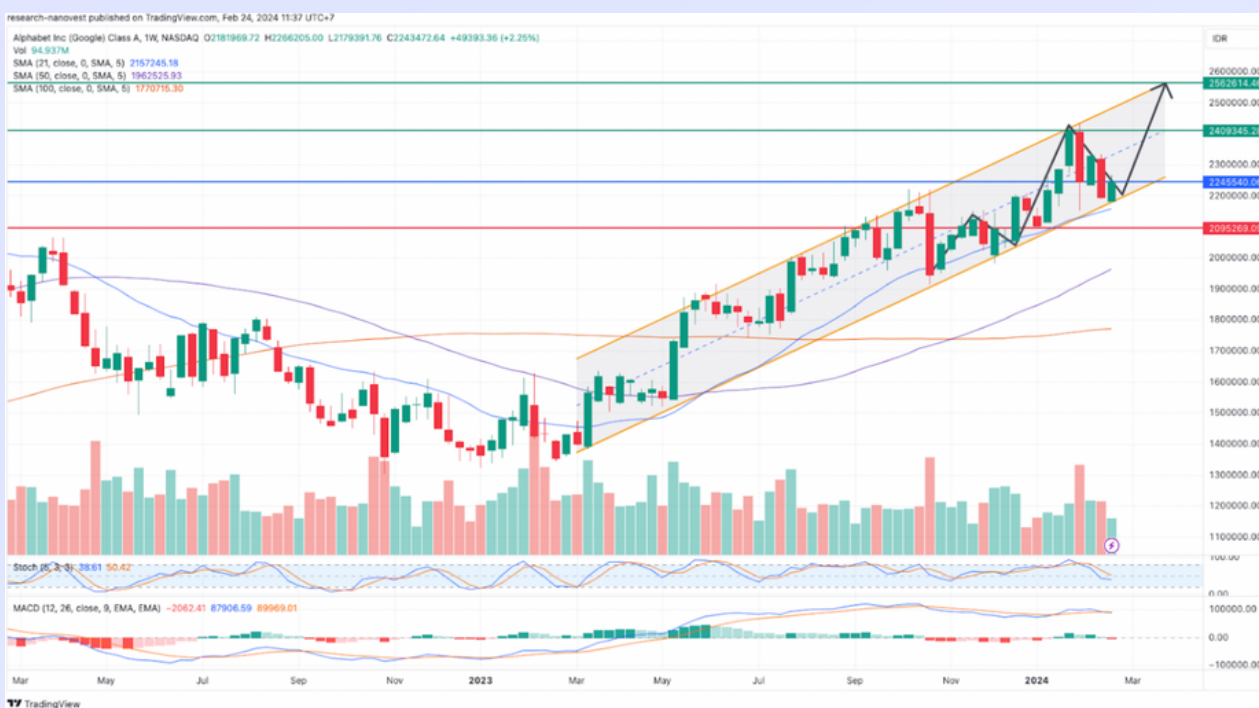 research-nanovest published on TradingView.com, Feb 24, 2024 11:37 UTC+7
Alphabet Inc (Google) Class A, 1W, NASDAQ O2181969.72 H2266205.00 L2179391.76 C2243472.64 +49393.36 (+2.25%)
IDR
Vol 94.937M
SMA (21, close, 0, SMA, 5) 2157245.18
SMA (50, close, 0, SMA, 5) 1962525.93
SMA (100, close, 0, SMA, 5) 1770715.30
2600000.00
2562614.46
2500000.00
2409345.28
2300000.00
2245540.06
2200000.00
2095269.09
2000000.00
1900000.00
1800000.00
1700000.00
1600000.00
1500000.00
1400000.00
1300000.00
1200000.00
1100000.00
100.00
Stoch (5, 3, 3) 38.61 50.42
0.00
MACD (12, 26, close, 9, EMA, EMA) −2062.41 87906.59 89969.01
100000.00
0.00
−100000.00
Mar May Jul Sep Nov 2023 Mar May Jul Sep Nov 2024 Mar
TradingView